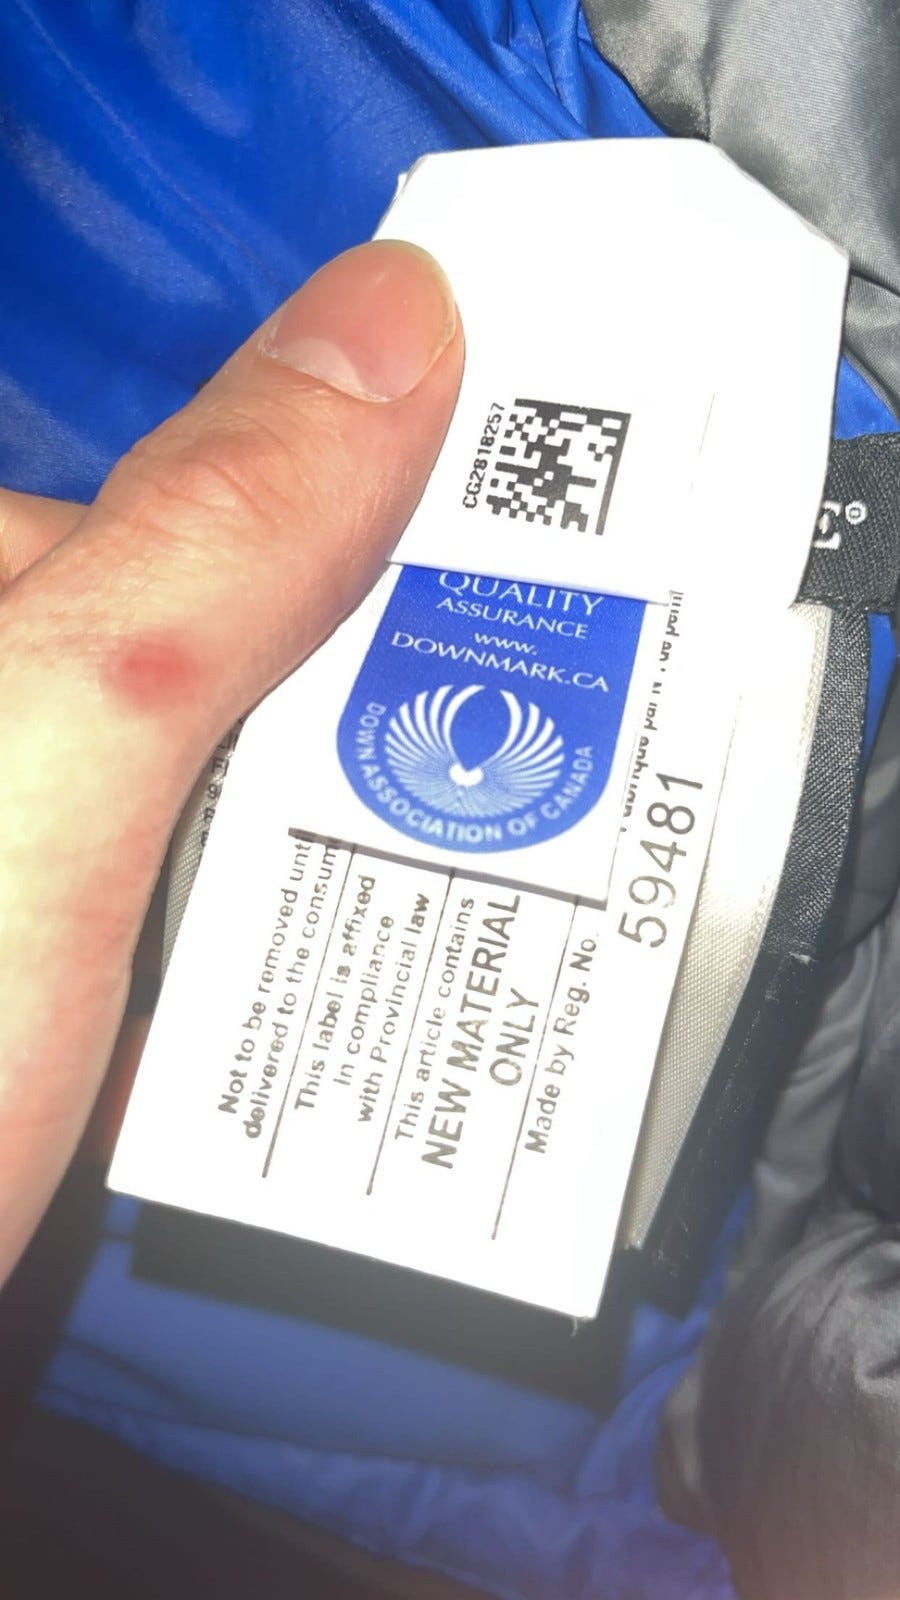 CG2818257
QUALITY
ASSURANCE
www.
DOWNMARK.CA
DOWN ASSOCIATION OF CANADA
Not to be removed until
delivered to the consum
This label is affixed
in compliance
with Provincial law
This article contains
NEW MATERIAL
ONLY
Made by Reg. No.
59481